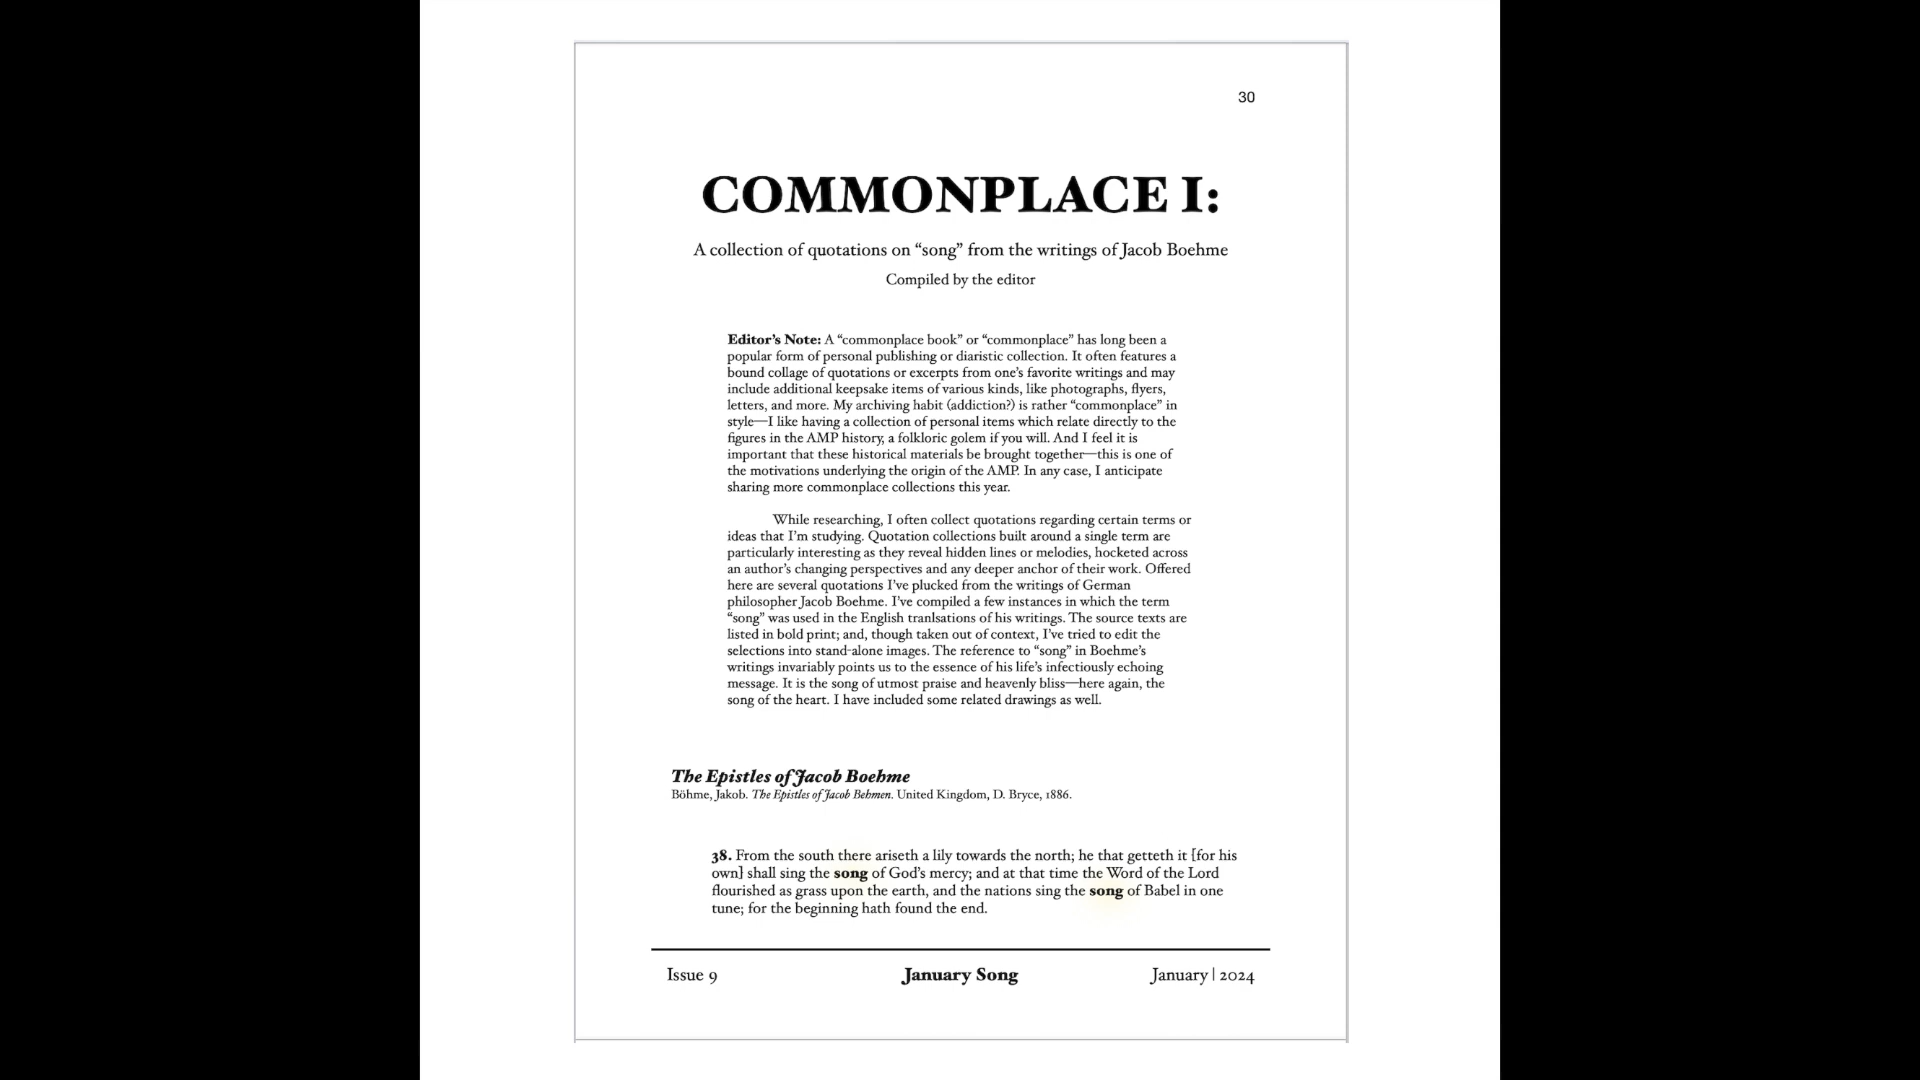 30
COMMONPLACE I:
A collection of quotations on “song” from the writings of Jacob Boehme
Compiled by the editor
Editor’s Note: A “commonplace book” or “commonplace” has long been a
popular form of personal publishing or diaristic collection. It often features a
bound collage of quotations or excerpts from one’s favorite writings and may
include additional keepsake items of various kinds, like photographs, flyers,
letters, and more. My archiving habit (addiction?) is rather “commonplace” in
style—I like having a collection of personal items which relate directly to the
figures in the AMP history, a folkloric golem if you will. And I feel it is
important that these historical materials be brought together—this is one of
the motivations underlying the origin of the AMP. In any case, I anticipate
sharing more commonplace collections this year.
While researching, I often collect quotations regarding certain terms or
ideas that I’m studying. Quotation collections built around a single term are
particularly interesting as they reveal hidden lines or melodies, hocketed across
an author’s changing perspectives and any deeper anchor of their work. Offered
here are several quotations I’ve plucked from the writings of German
philosopher Jacob Boehme. I’ve compiled a few instances in which the term
“song” was used in the English tranlsations of his writings. The source texts are
listed in bold print; and, though taken out of context, I’ve tried to edit the
selections into stand-alone images. The reference to “song” in Boehme’s
writings invariably points us to the essence of his life’s infectiously echoing
message. It is the song of utmost praise and heavenly bliss—here again, the
song of the heart. I have included some related drawings as well.
The Epistles of Jacob Boehme
Böhme, Jakob. The Epistles of Jacob Behmen. United Kingdom, D. Bryce, 1886.
38. From the south there ariseth a lily towards the north; he that getteth it [for his
own] shall sing the song of God’s mercy; and at that time the Word of the Lord
flourished as grass upon the earth, and the nations sing the song of Babel in one
tune; for the beginning hath found the end.
Issue 9
January Song
January | 2024